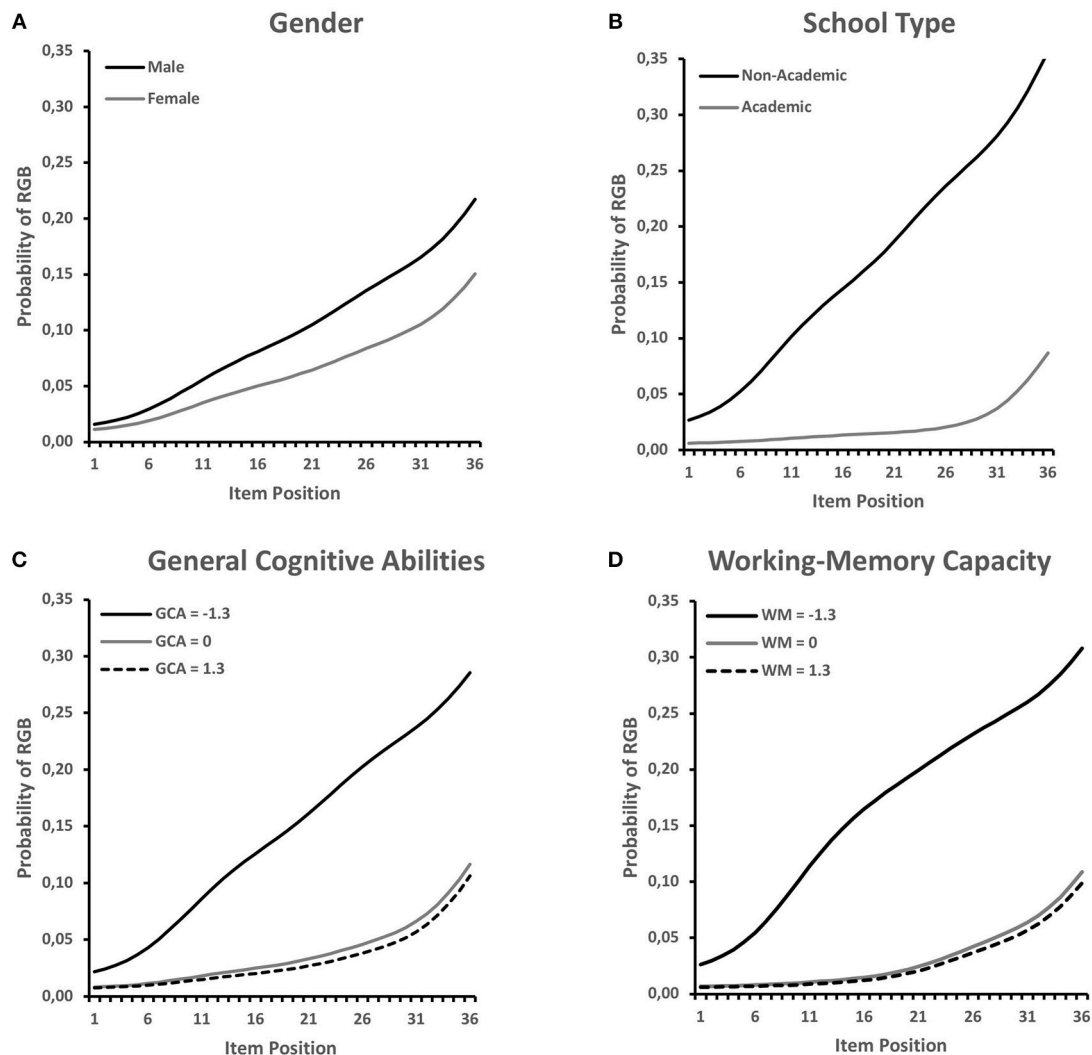 A
Gender
0,35
0,30
0,25
0,20
0,15
0,10
0,05
0,00
Probability of RGB
Male
Female
1 6 11 16 21 26 31 36
Item Position
B
School Type
0,35
0,30
0,25
0,20
0,15
0,10
0,05
0,00
Probability of RGB
Non-Academic
Academic
1 6 11 16 21 26 31 36
Item Position
C
General Cognitive Abilities
0,35
0,30
0,25
0,20
0,15
0,10
0,05
0,00
Probability of RGB
GCA = -1.3
GCA = 0
GCA = 1.3
1 6 11 16 21 26 31 36
Item Position
D
Working-Memory Capacity
0,35
0,30
0,25
0,20
0,15
0,10
0,05
0,00
Probability of RGB
WM = -1.3
WM = 0
WM = 1.3
1 6 11 16 21 26 31 36
Item Position